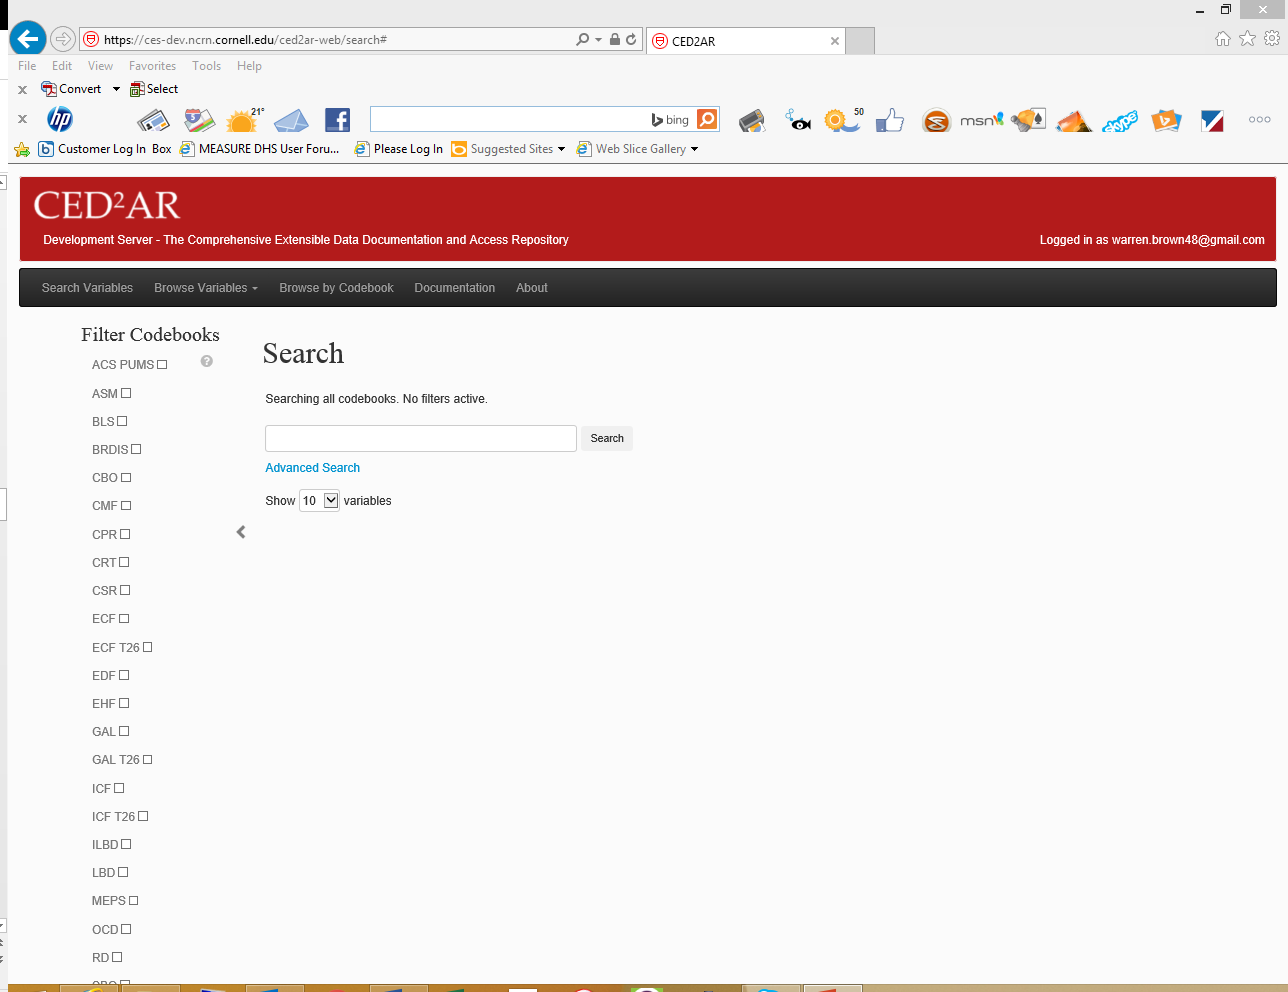 https://ces-dev.ncrn.cornell.edu/ced2ar-web/search#
CED2AR
File Edit View Favorites Tools Help
x Convert Select
x hp 21° bing 50 msn skype
Customer Log In Box MEASURE DHS User Foru... Please Log In Suggested Sites Web Slice Gallery
CED²AR
Development Server - The Comprehensive Extensible Data Documentation and Access Repository
Logged in as warren.brown48@gmail.com
Search Variables Browse Variables Browse by Codebook Documentation About
Filter Codebooks
ACS PUMS
ASM
BLS
BRDIS
CBO
CMF
CPR
CRT
CSR
ECF
ECF T26
EDF
EHF
GAL
GAL T26
ICF
ICF T26
ILBD
LBD
MEPS
OCD
RD
Search
Searching all codebooks. No filters active.
Search
Advanced Search
Show 10 variables